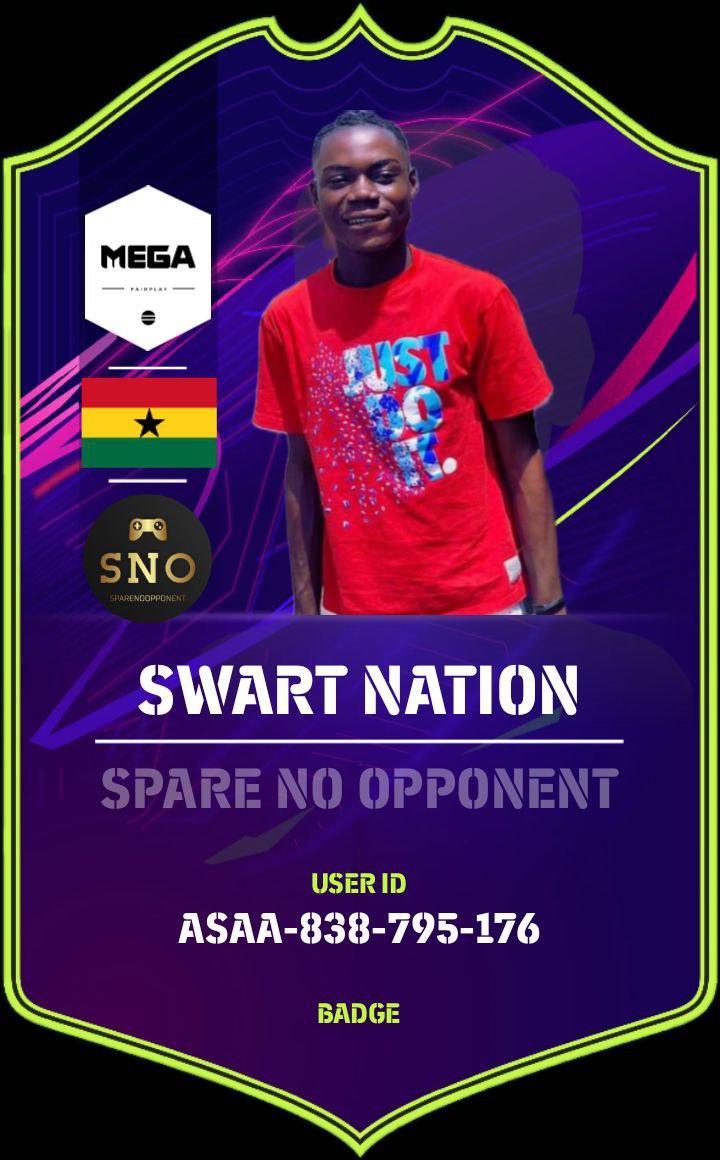 MEGA
FAIRPLAY
JUST
DO
IT.
SNO
SPARENOOPPONENT
SWART NATION
SPARE NO OPPONENT
USER ID
ASAA-838-795-176
BADGE